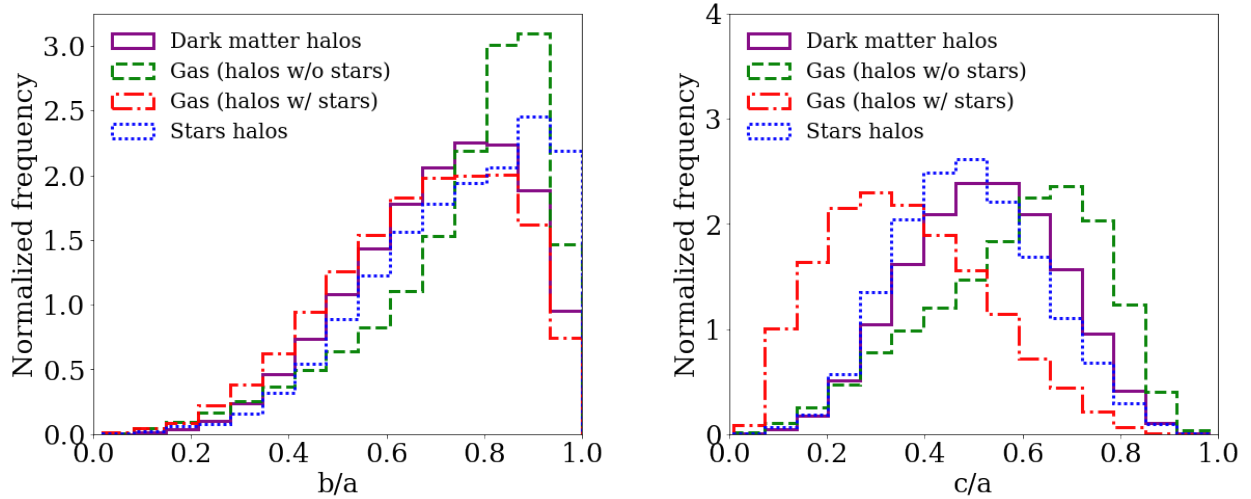 Normalized frequency
3.0
2.5
2.0
1.5
1.0
0.5
0.0
Dark matter halos
Gas (halos w/o stars)
Gas (halos w/ stars)
Stars halos
0.0 0.2 0.4 0.6 0.8 1.0
b/a
Normalized frequency
4
3
2
1
0
Dark matter halos
Gas (halos w/o stars)
Gas (halos w/ stars)
Stars halos
0.0 0.2 0.4 0.6 0.8 1.0
c/a